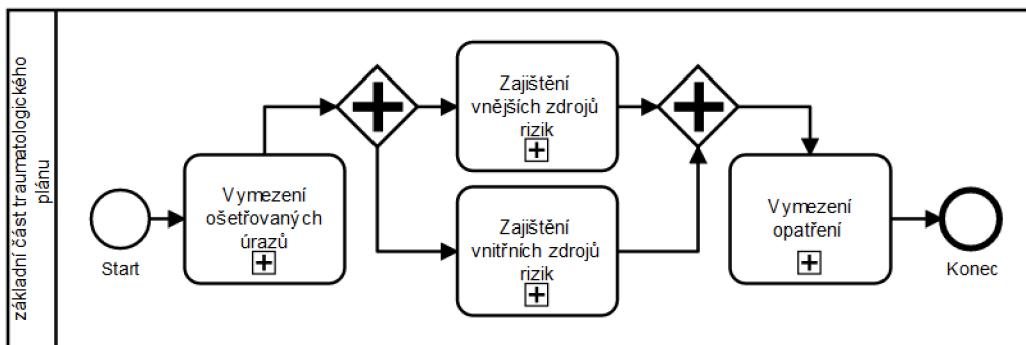 základní část traumatologického
plánu
Start
Vymezení
ošetřovaných
úrazů
Zajištění
vnějších zdrojů
rizik
Zajištění
vnitřních zdrojů
rizik
Vymezení
opatření
Konec